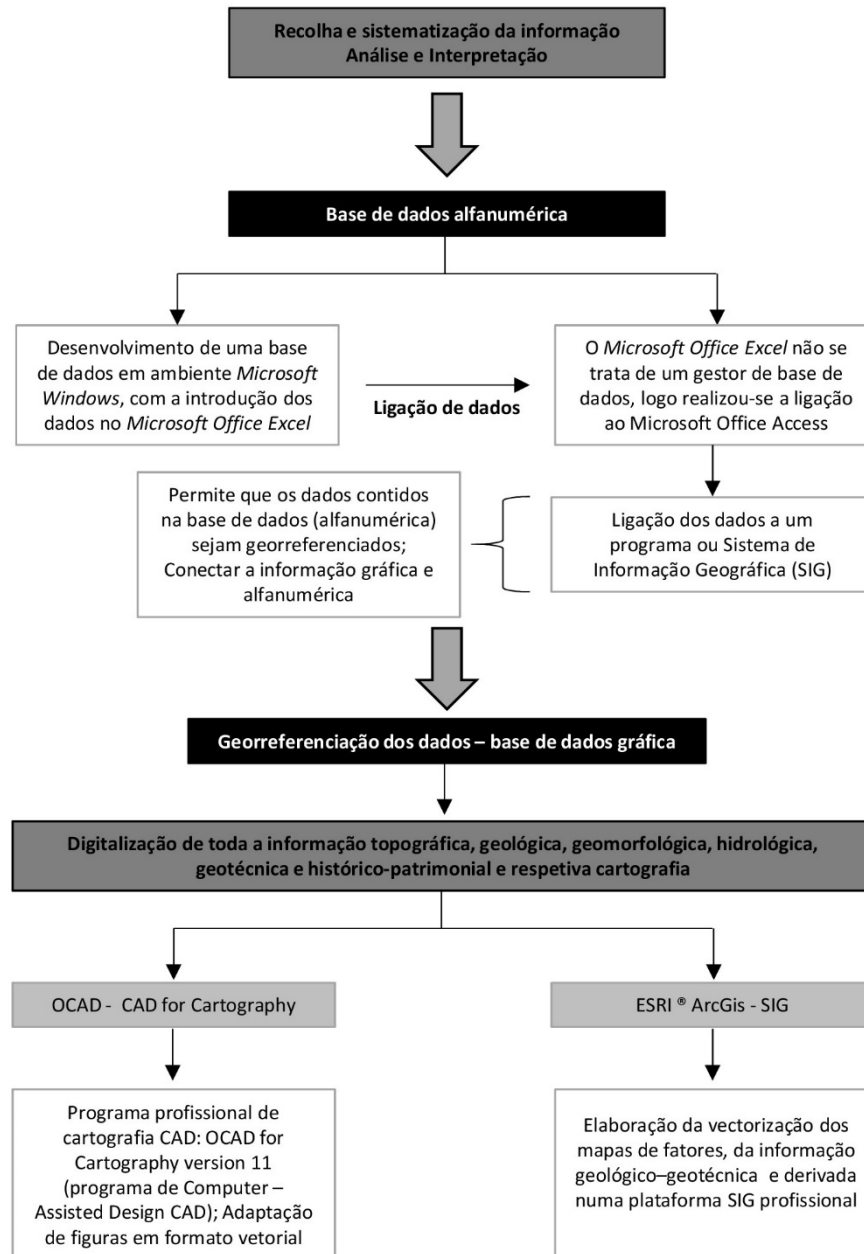 Recolha e sistematização da informação
Análise e Interpretação
Base de dados alfanumérica
Desenvolvimento de uma base
de dados em ambiente Microsoft
Windows, com a introdução dos
dados no Microsoft Office Excel
Ligação de dados
O Microsoft Office Excel não se
trata de um gestor de base de
dados, logo realizou-se a ligação
ao Microsoft Office Access
Permite que os dados contidos
na base de dados (alfanumérica)
sejam georreferenciados;
Conectar a informação gráfica e
alfanumérica
Ligação dos dados a um
programa ou Sistema de
Informação Geográfica (SIG)
Georreferenciação dos dados – base de dados gráfica
Digitalização de toda a informação topográfica, geológica, geomorfológica, hidrológica,
geotécnica e histórico-patrimonial e respetiva cartografia
OCAD - CAD for Cartography
ESRI ® ArcGis - SIG
Programa profissional de
cartografia CAD: OCAD for
Cartography version 11
(programa de Computer –
Assisted Design CAD); Adaptação
de figuras em formato vetorial
Elaboração da vectorização dos
mapas de fatores, da informação
geológico–geotécnica e derivada
numa plataforma SIG profissional